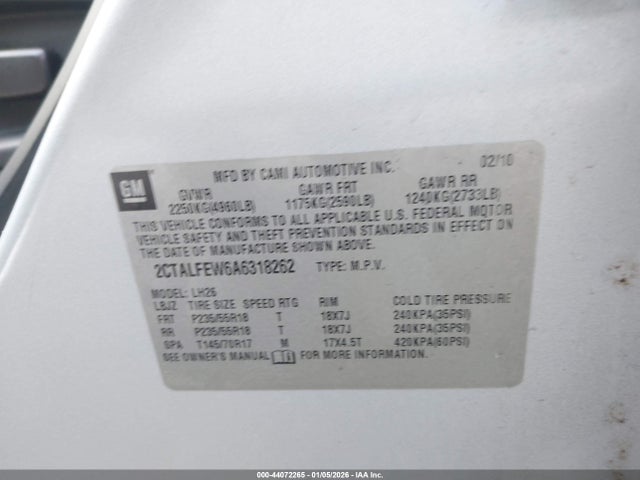 MFD BY CAMI AUTOMOTIVE INC. 02/10
GM
GVWR GAWR FRT GAWR RR
2250KG(4960LB) 1175KG(2590LB) 1240KG(2733LB)
THIS VEHICLE CONFORMS TO ALL APPLICABLE U.S. FEDERAL MOTOR
VEHICLE SAFETY AND THEFT PREVENTION STANDARDS IN EFFECT ON
THE DATE OF MANUFACTURE SHOWN ABOVE.
2CTALFEW6A6318262 TYPE: M.P.V.
MODEL: LH26
LBJZ TIRE SIZE SPEED RTG RIM COLD TIRE PRESSURE
FRT P235/55R18 T 18X7J 240KPA(35PSI)
RR P235/55R18 T 18X7J 240KPA(35PSI)
SPA T145/70R17 M 17X4.5T 420KPA(60PSI)
SEE OWNER'S MANUAL FOR MORE INFORMATION.
000-44072265 - 01/05/2026 - IAA Inc.